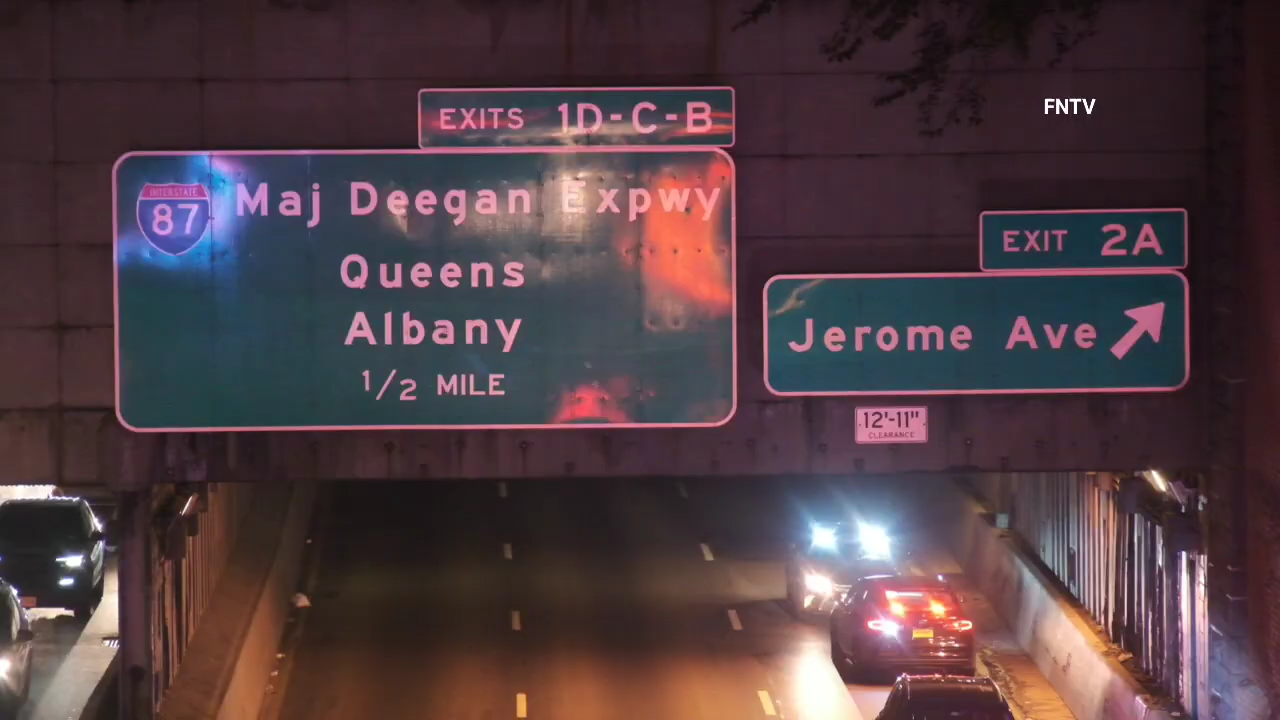 FNTV
EXITS 1D-C-B
INTERSTATE
87
Maj Deegan Expwy
Queens
Albany
1/2 MILE
EXIT 2A
Jerome Ave
12'-11"
CLEARANCE